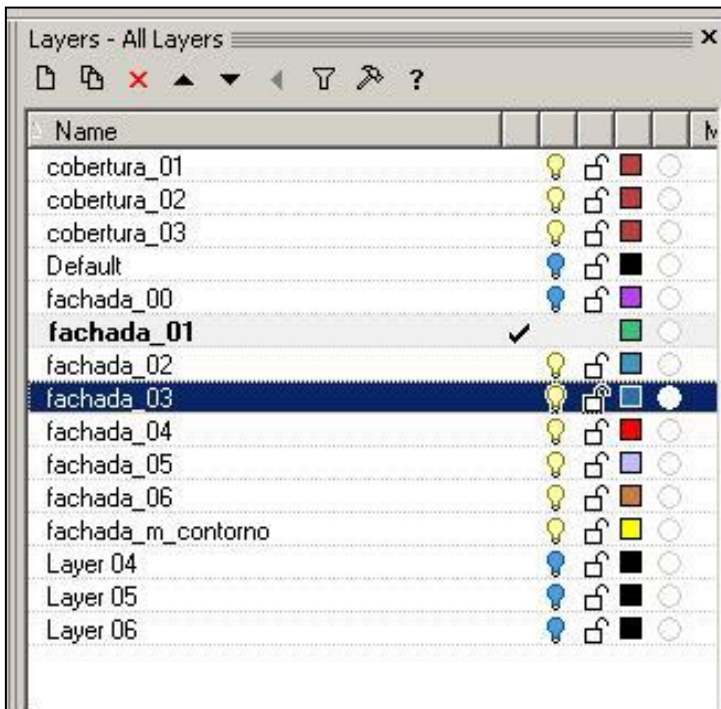 Layers - All Layers
?
Name
cobertura_01
cobertura_02
cobertura_03
Default
fachada_00
fachada_01
fachada_02
fachada_03
fachada_04
fachada_05
fachada_06
fachada_m_contorno
Layer 04
Layer 05
Layer 06